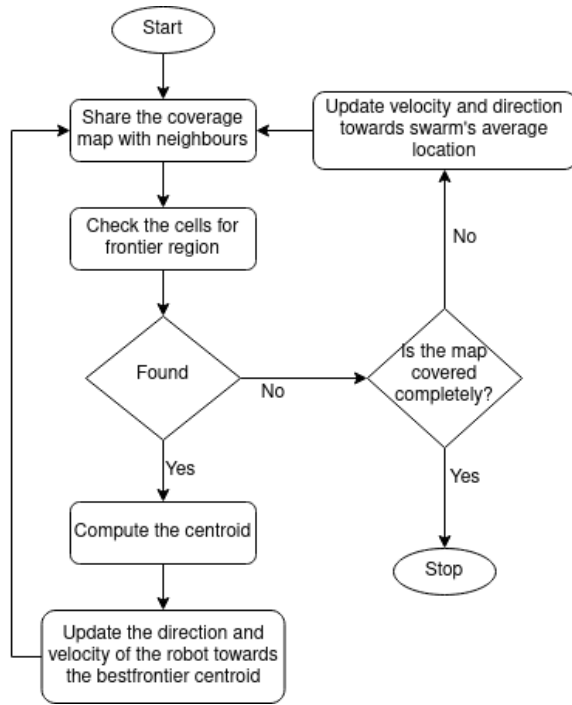 Start
Share the coverage
map with neighbours
Update velocity and direction
towards swarm's average
location
Check the cells for
frontier region
No
Found
Is the map
covered
completely?
No
Yes
Yes
Compute the centroid
Stop
Update the direction and
velocity of the robot towards
the bestfrontier centroid